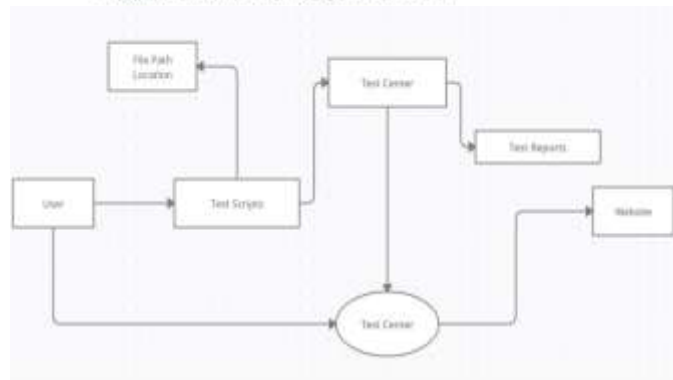 File Path
Location
Test Center
Test Reports
User
Test Scripts
Website
Test Center